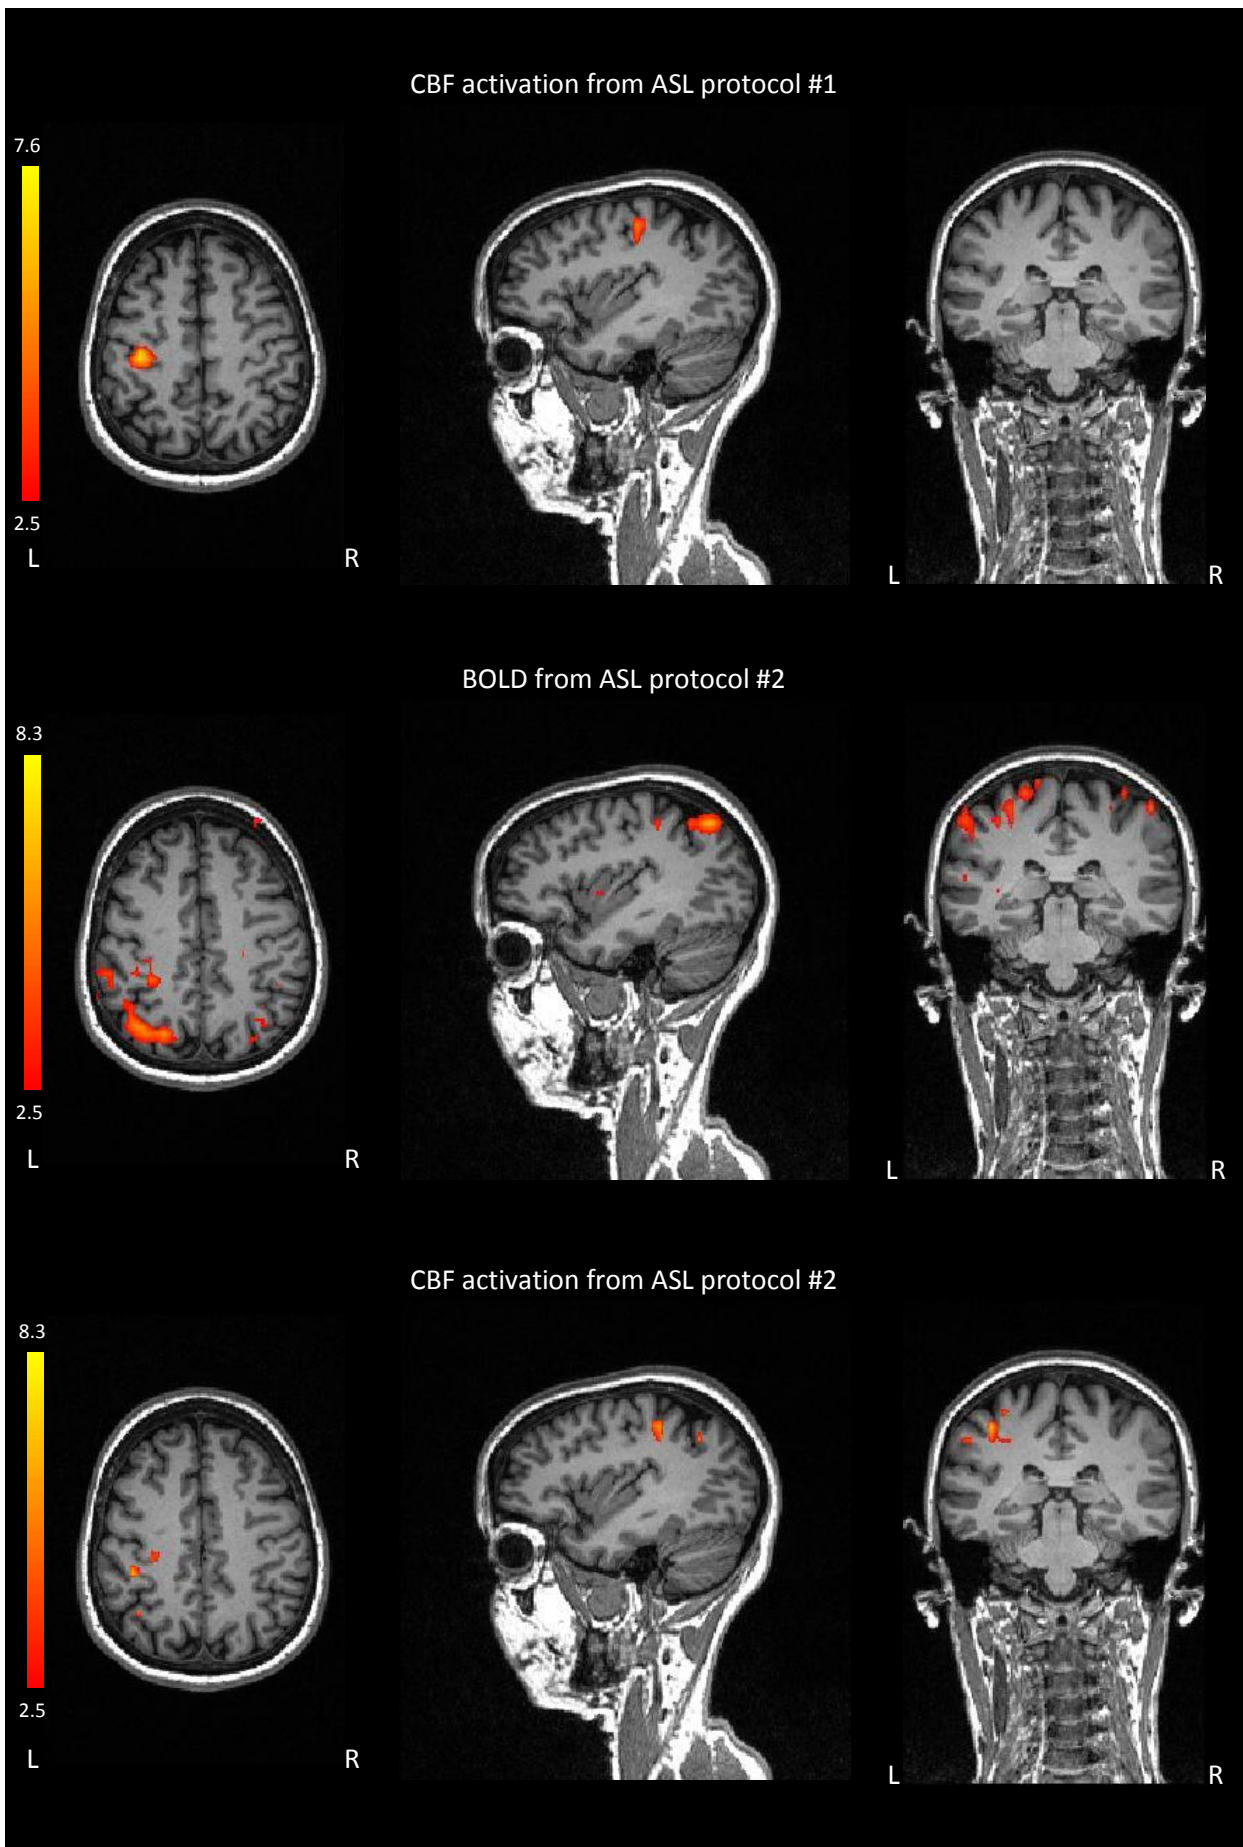 CBF activation from ASL protocol #1
7.6
2.5
L R
L R
BOLD from ASL protocol #2
8.3
2.5
L R
L R
CBF activation from ASL protocol #2
8.3
2.5
L R
L R